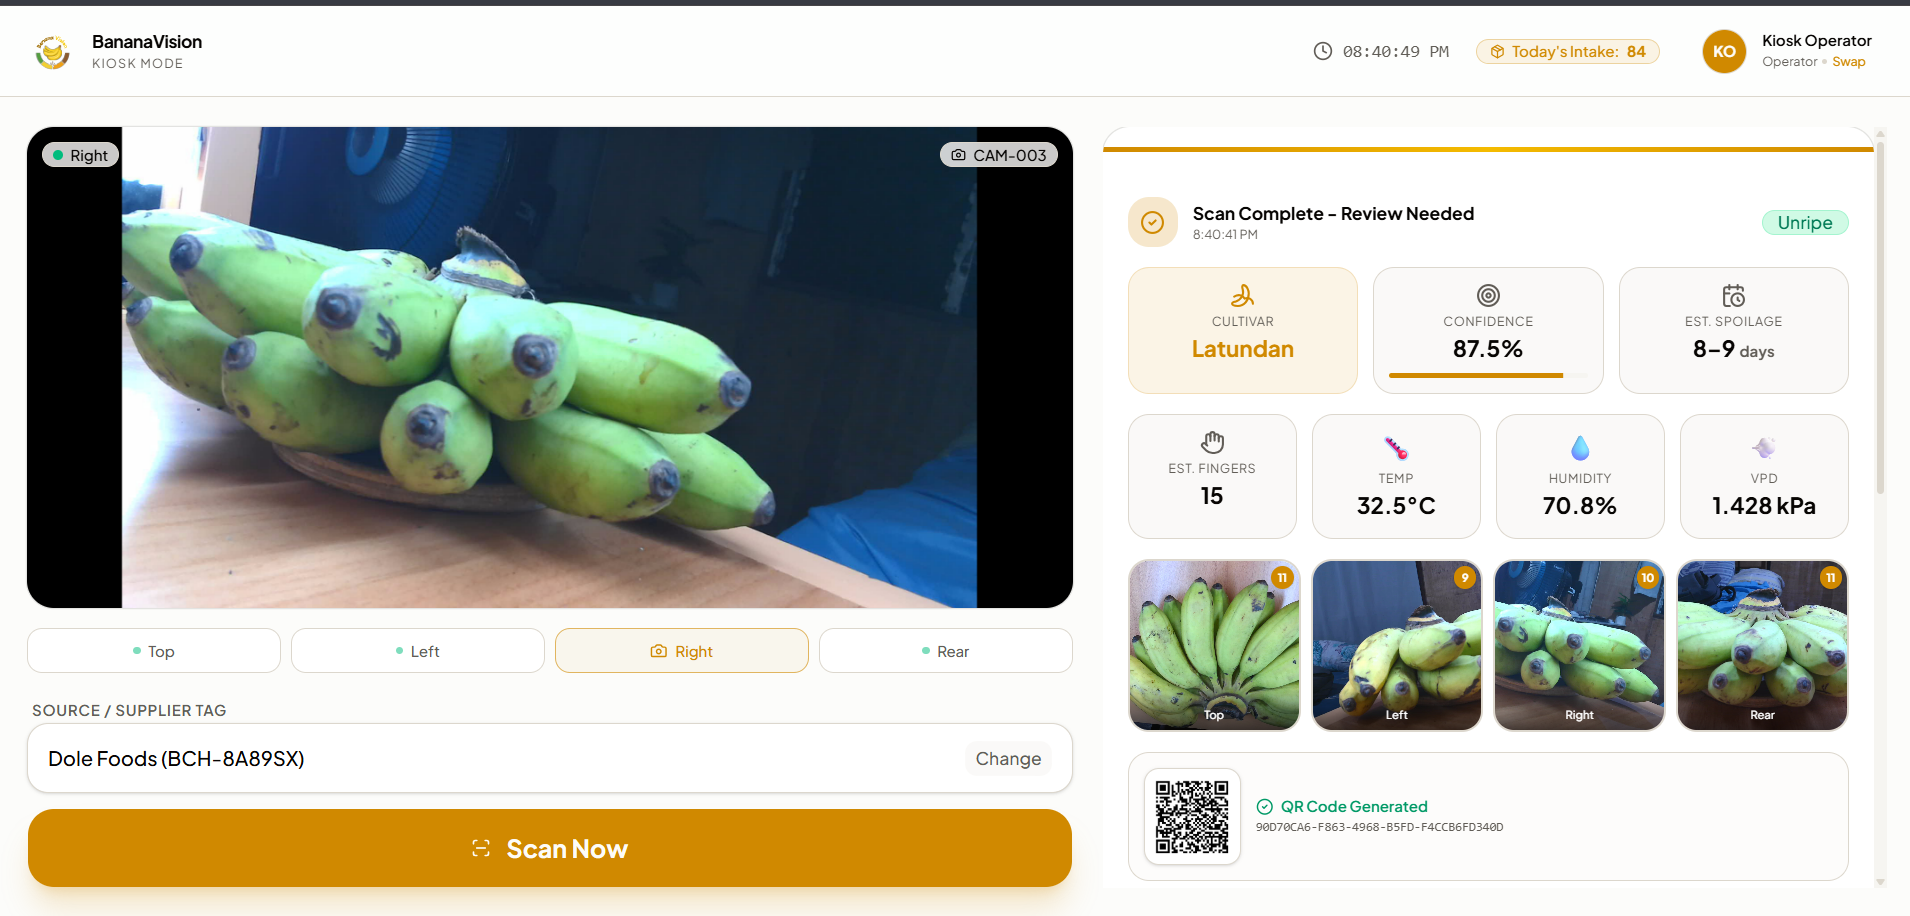 BananaVision
KIOSK MODE
08:40:49 PM
Today's Intake: 84
KO
Kiosk Operator
Operator • Swap
Right
CAM-003
Top
Left
Right
Rear
SOURCE / SUPPLIER TAG
Dole Foods (BCH-8A89SX)
Change
Scan Now
Scan Complete - Review Needed
8:40:41 PM
Unripe
CULTIVAR
Latundan
CONFIDENCE
87.5%
EST. SPOILAGE
8-9 days
EST. FINGERS
15
TEMP
32.5°C
HUMIDITY
70.8%
VPD
1.428 kPa
11
Top
9
Left
10
Right
11
Rear
QR Code Generated
90D70CA6-F863-4968-B5FD-F4CCB6FD340D